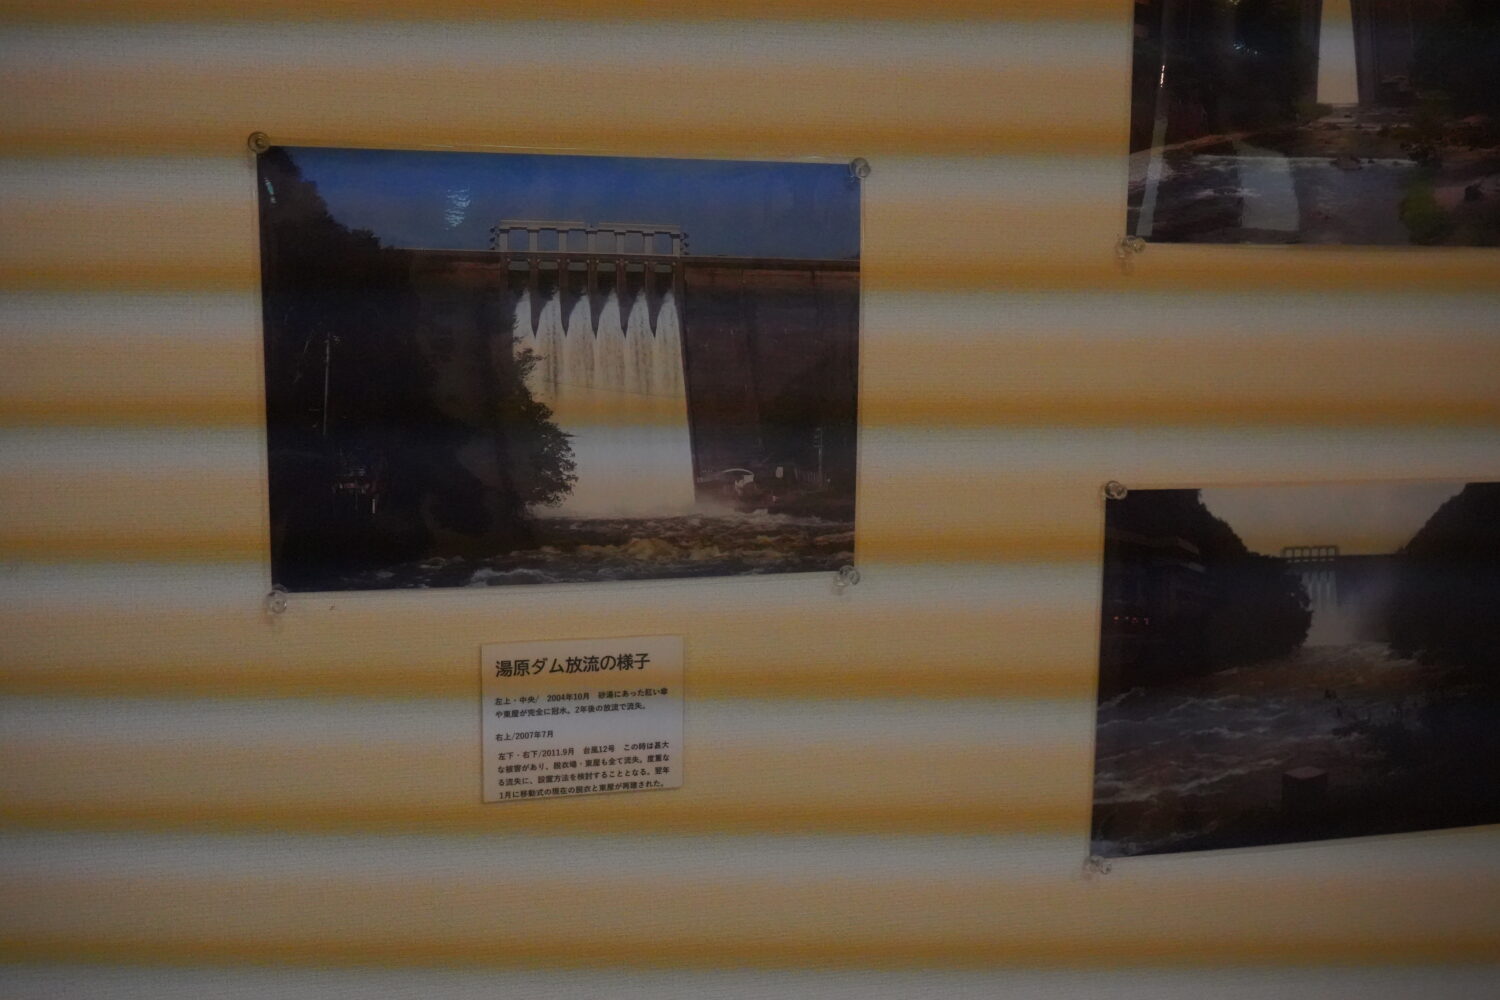 湯原ダム放流の様子
左上・中央/　2004年10月　砂湯にあった紅い傘
や東屋が完全に冠水。2年後の放流で流失。
右上/2007年7月
左下・右下/2011.9月　台風12号　この時は甚大
な被害があり、脱衣場・東屋も全て流失。度重な
る流失に、設置方法を検討することとなる。翌年
1月に移動式の現在の脱衣と東屋が再建された。